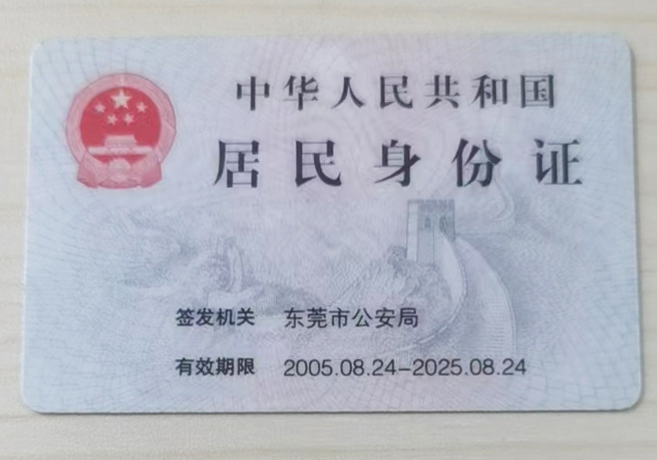 中华人民共和国
居民身份证
签发机关 东莞市公安局
有效期限 2005.08.24-2025.08.24